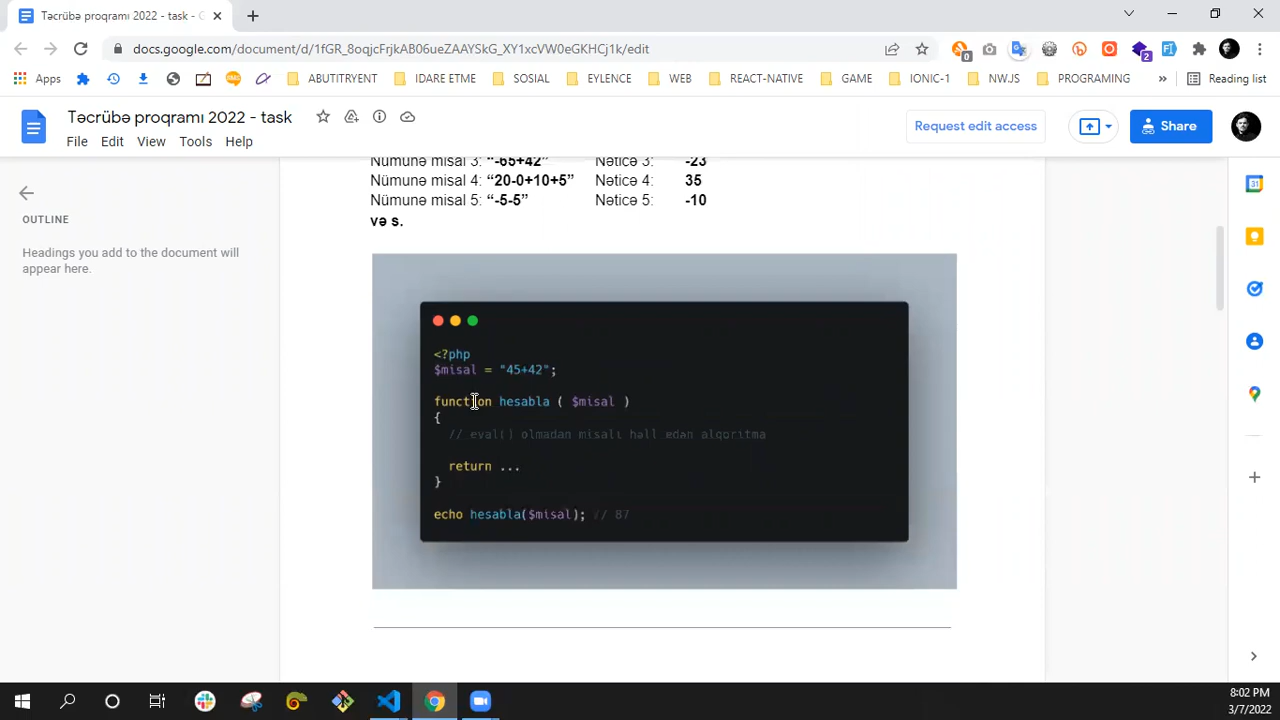 Təcrübə proqramı 2022 - task - G
docs.google.com/document/d/1fGR_8oqjcFrjkAB06ueZAAYSkG_XY1xcVW0eGKHCj1k/edit
Apps
ABUTITRYENT
IDARE ETME
SOSIAL
EYLENCE
WEB
REACT-NATIVE
GAME
IONIC-1
NW.JS
PROGRAMING
»
Reading list
Təcrübə proqramı 2022 - task
File Edit View Tools Help
Request edit access
Share
OUTLINE
Headings you add to the document will
appear here.
Nümunə misal 3: “-65+42” Nəticə 3: -23
Nümunə misal 4: “20-0+10+5” Nəticə 4: 35
Nümunə misal 5: “-5-5” Nəticə 5: -10
və s.
<?php
$misal = "45+42";
function hesabla ( $misal )
{
// eval() olmadan misalı həll edən alqoritma
return ...
}
echo hesabla($misal); // 87
8:02 PM
3/7/2022